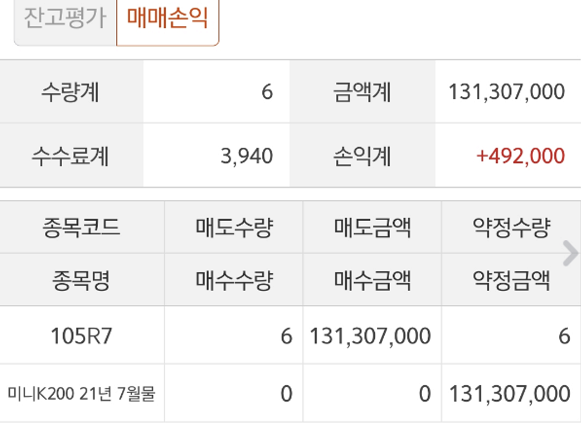 잔고평가 매매손익
수량계 6 금액계 131,307,000
수수료계 3,940 손익계 +492,000
종목코드 매도수량 매도금액 약정수량
종목명 매수수량 매수금액 약정금액
105R7 6 131,307,000 6
미니K200 21년 7월물 0 0 131,307,000